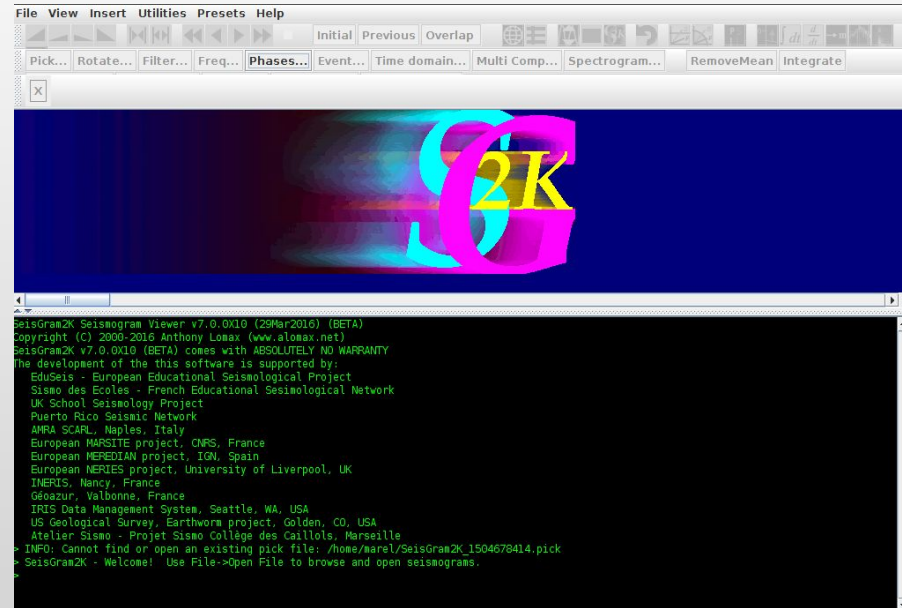 File View Insert Utilities Presets Help
Initial Previous Overlap
Pick... Rotate... Filter... Freq... Phases... Event... Time domain... Multi Comp... Spectrogram... RemoveMean Integrate
X
SG2K
SeisGram2K Seismogram Viewer v7.0.0X10 (29Mar2016) (BETA)
Copyright (C) 2000-2016 Anthony Lomax (www.alomax.net)
SeisGram2K v7.0.0X10 (BETA) comes with ABSOLUTELY NO WARRANTY
The development of the this software is supported by:
EduSeis - European Educational Seismological Project
Sismo des Ecoles - French Educational Sesimological Network
UK School Seismology Project
Puerto Rico Seismic Network
AMRA SCARL, Naples, Italy
European MARSITE project, CNRS, France
European MEREDIAN project, IGN, Spain
European NERIES project, University of Liverpool, UK
INERIS, Nancy, France
Géoazur, Valbonne, France
IRIS Data Management System, Seattle, WA, USA
US Geological Survey, Earthworm project, Golden, CO, USA
Atelier Sismo - Projet Sismo Collège des Caillols, Marseille
> INFO: Cannot find or open an existing pick file: /home/marel/SeisGram2K_1504678414.pick
> SeisGram2K - Welcome!  Use File->Open File to browse and open seismograms.
>